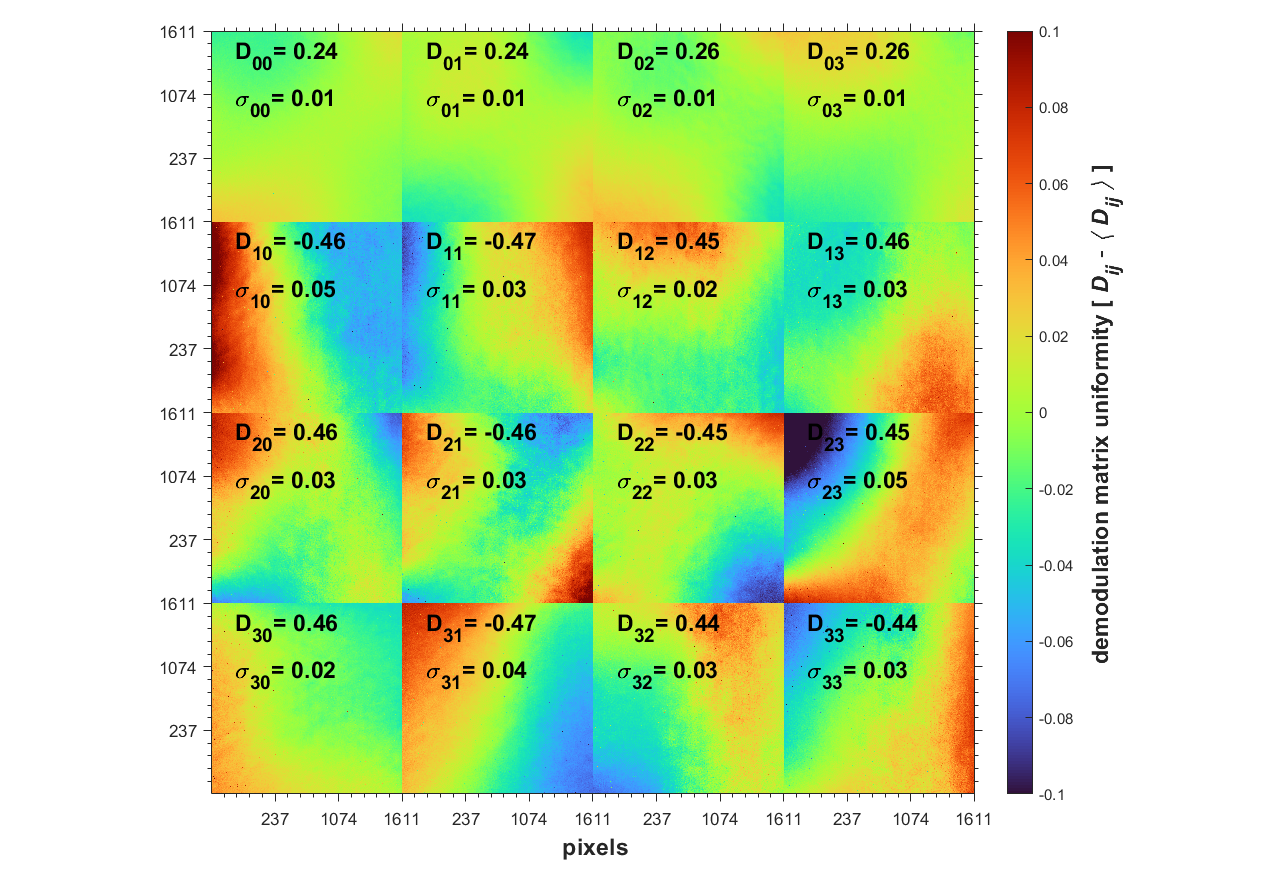 1611
D00= 0.24 D01= 0.24 D02= 0.26 D03= 0.26
1074
σ00= 0.01 σ01= 0.01 σ02= 0.01 σ03= 0.01
237
1611
D10= -0.46 D11= -0.47 D12= 0.45 D13= 0.46
1074
σ10= 0.05 σ11= 0.03 σ12= 0.02 σ13= 0.03
237
1611
D20= 0.46 D21= -0.46 D22= -0.45 D23= 0.45
1074
σ20= 0.03 σ21= 0.03 σ22= 0.03 σ23= 0.05
237
1611
D30= 0.46 D31= -0.47 D32= 0.44 D33= -0.44
1074
σ30= 0.02 σ31= 0.04 σ32= 0.03 σ33= 0.03
237
237 1074 1611 237 1074 1611 237 1074 1611 237 1074 1611
pixels
0.1
0.08
0.06
0.04
0.02
0
-0.02
-0.04
-0.06
-0.08
-0.1
demodulation matrix uniformity [ Dij - ⟨ Dij ⟩ ]